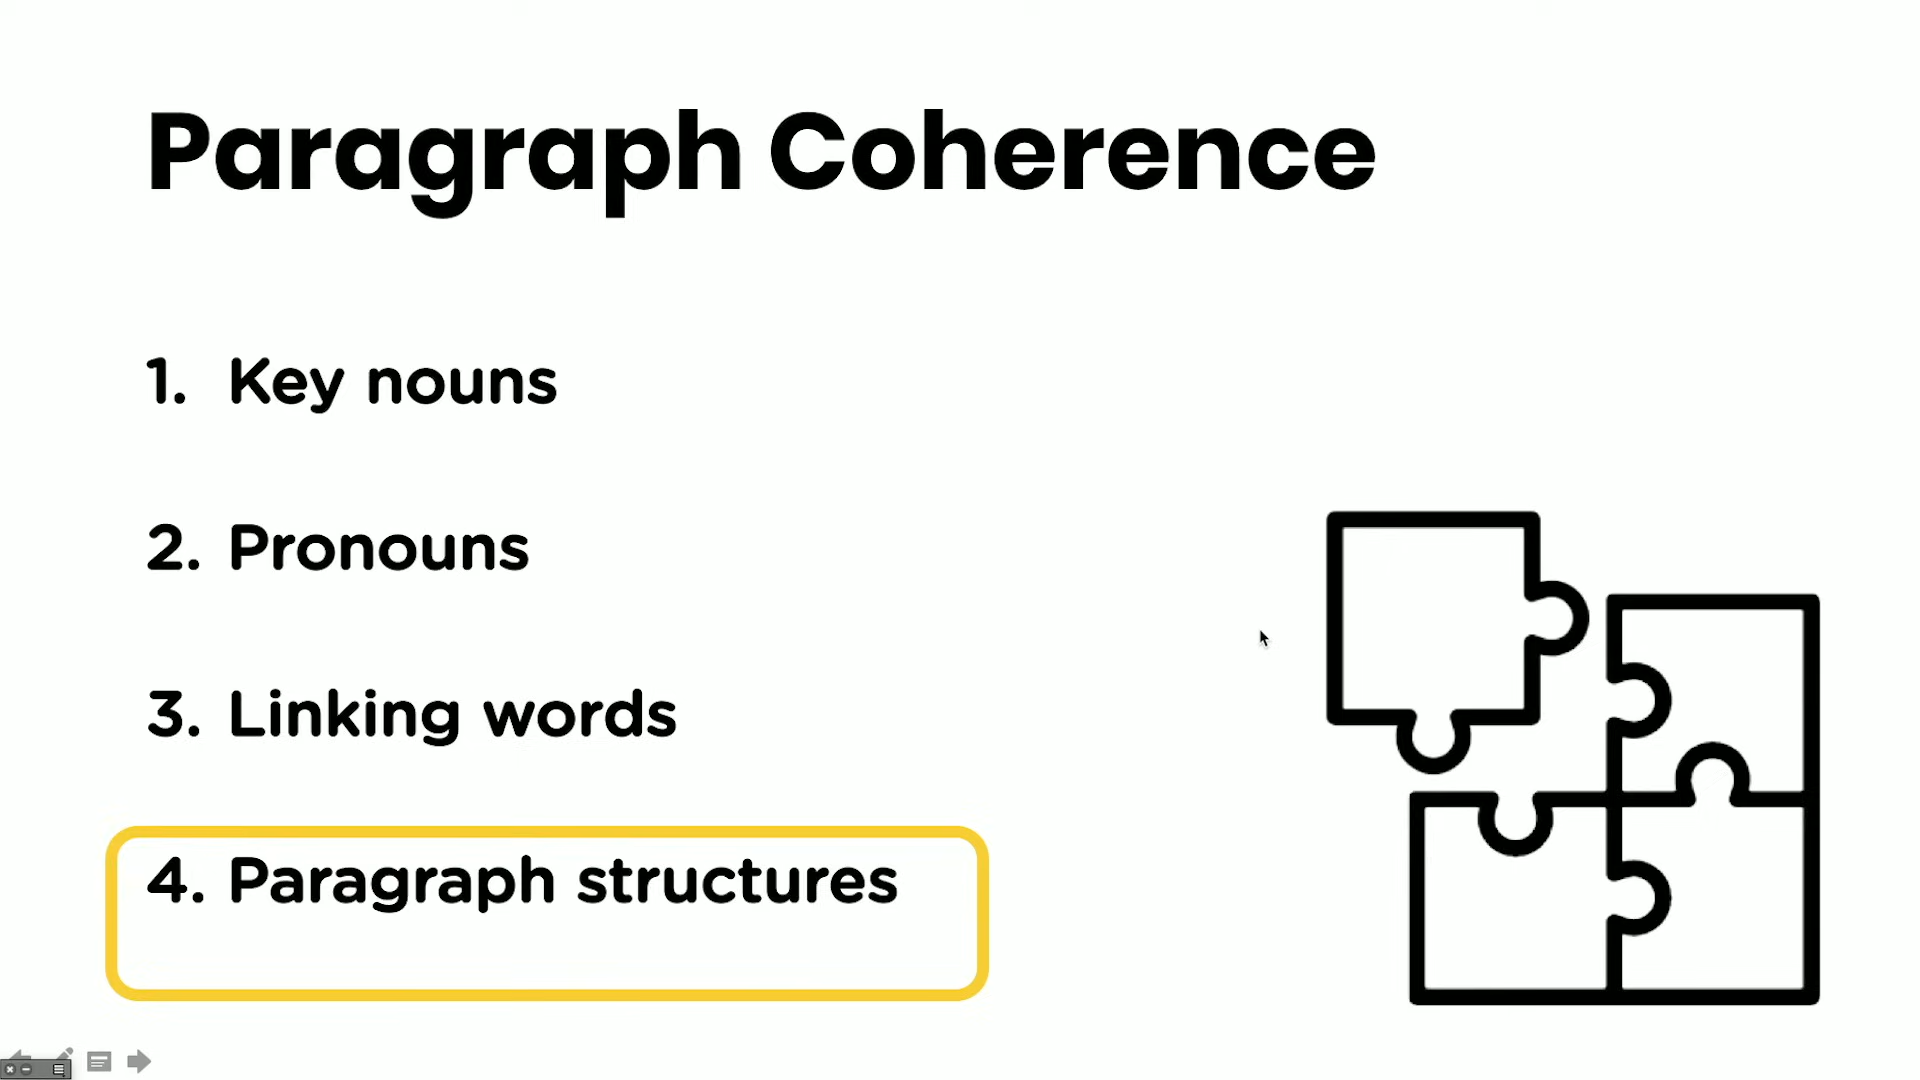 Paragraph Coherence
1. Key nouns
2. Pronouns
3. Linking words
4. Paragraph structures